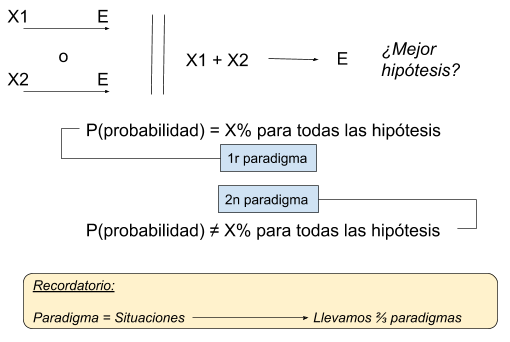 X1 E
o
X2 E
X1 + X2 E
¿Mejor
hipótesis?
P(probabilidad) = X% para todas las hipótesis
1r paradigma
2n paradigma
P(probabilidad) ≠ X% para todas las hipótesis
Recordatorio:
Paradigma = Situaciones Llevamos ⅔ paradigmas